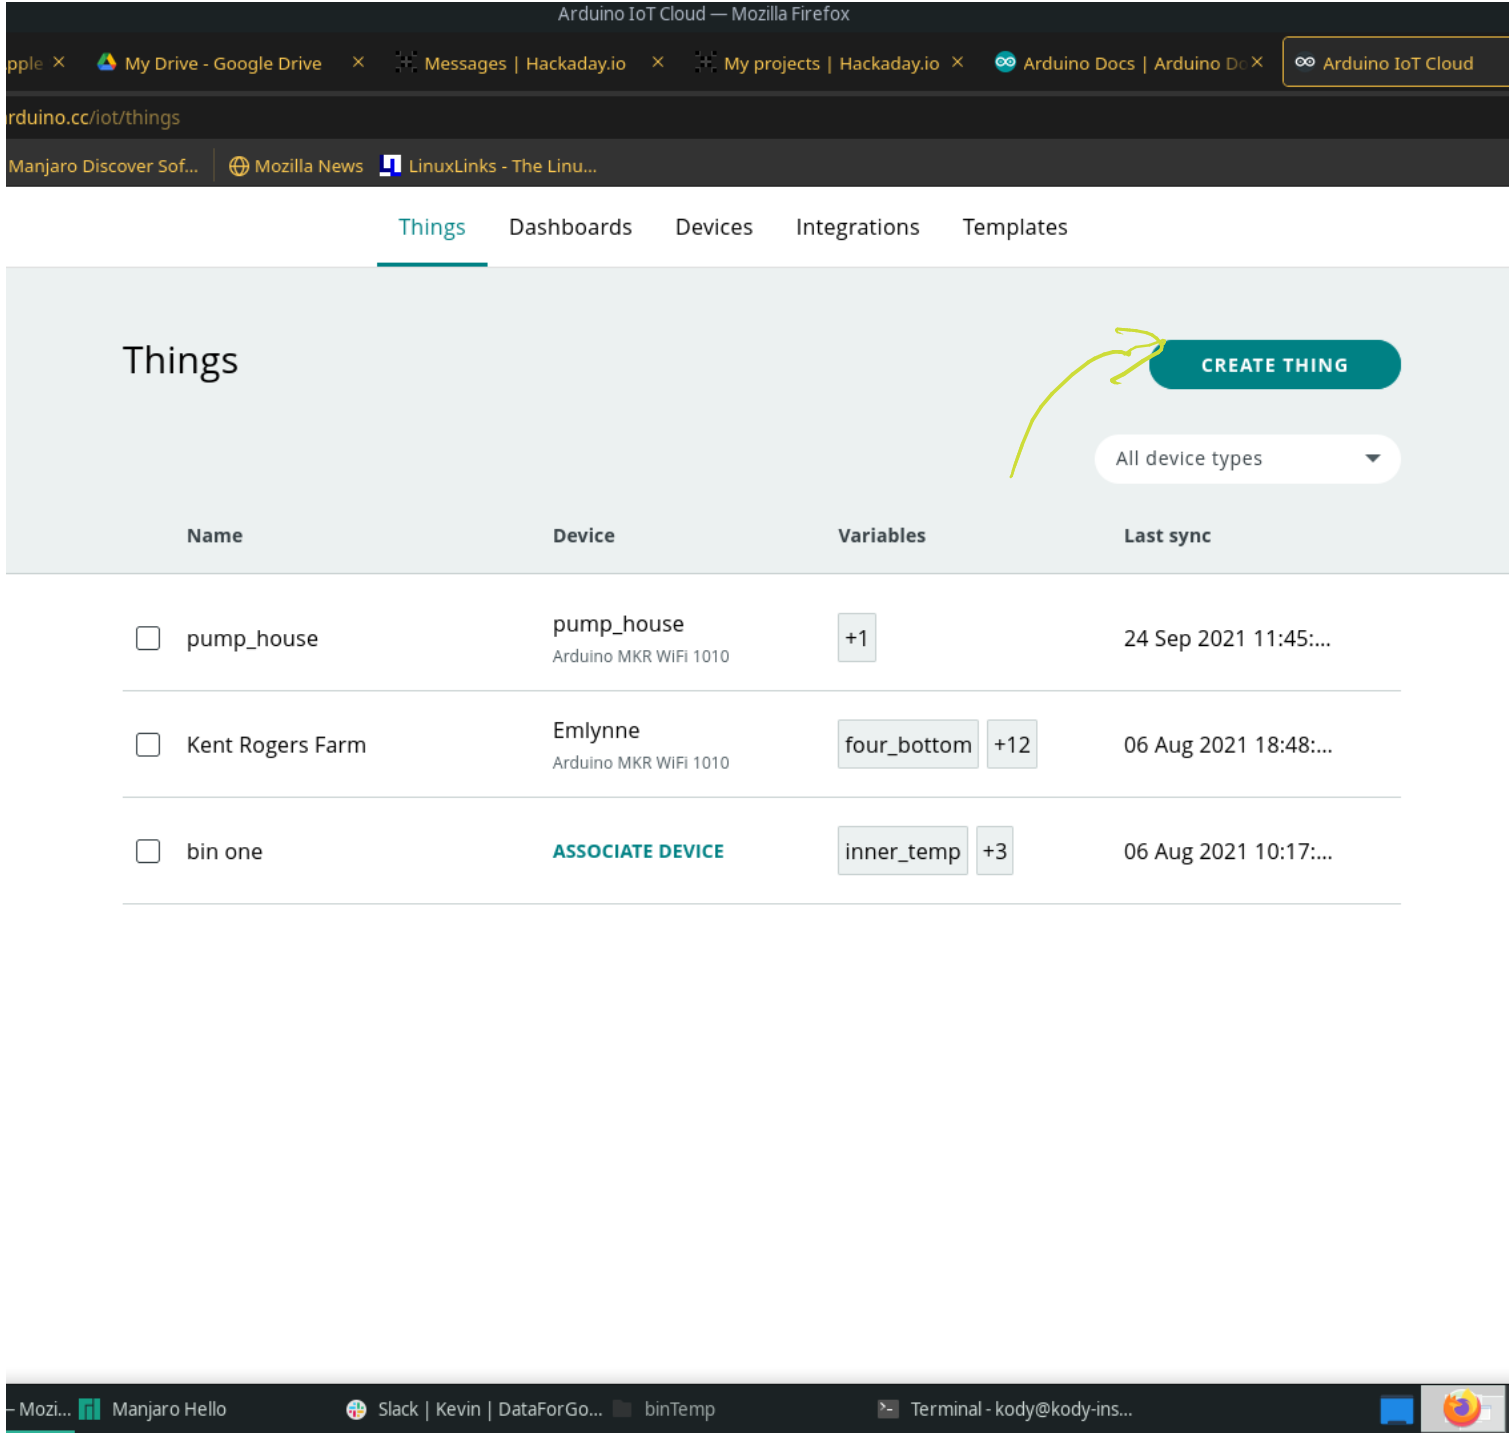 Arduino IoT Cloud — Mozilla Firefox
pple × My Drive - Google Drive × Messages | Hackaday.io × My projects | Hackaday.io × Arduino Docs | Arduino Do × Arduino IoT Cloud
rduino.cc/iot/things
Manjaro Discover Sof... Mozilla News LinuxLinks - The Linu...
Things Dashboards Devices Integrations Templates
Things
CREATE THING
All device types
Name Device Variables Last sync
pump_house pump_house +1 24 Sep 2021 11:45:...
Arduino MKR WiFi 1010
Kent Rogers Farm Emlynne four_bottom +12 06 Aug 2021 18:48:...
Arduino MKR WiFi 1010
bin one ASSOCIATE DEVICE inner_temp +3 06 Aug 2021 10:17:...
– Mozi... Manjaro Hello Slack | Kevin | DataForGo... binTemp Terminal - kody@kody-ins...